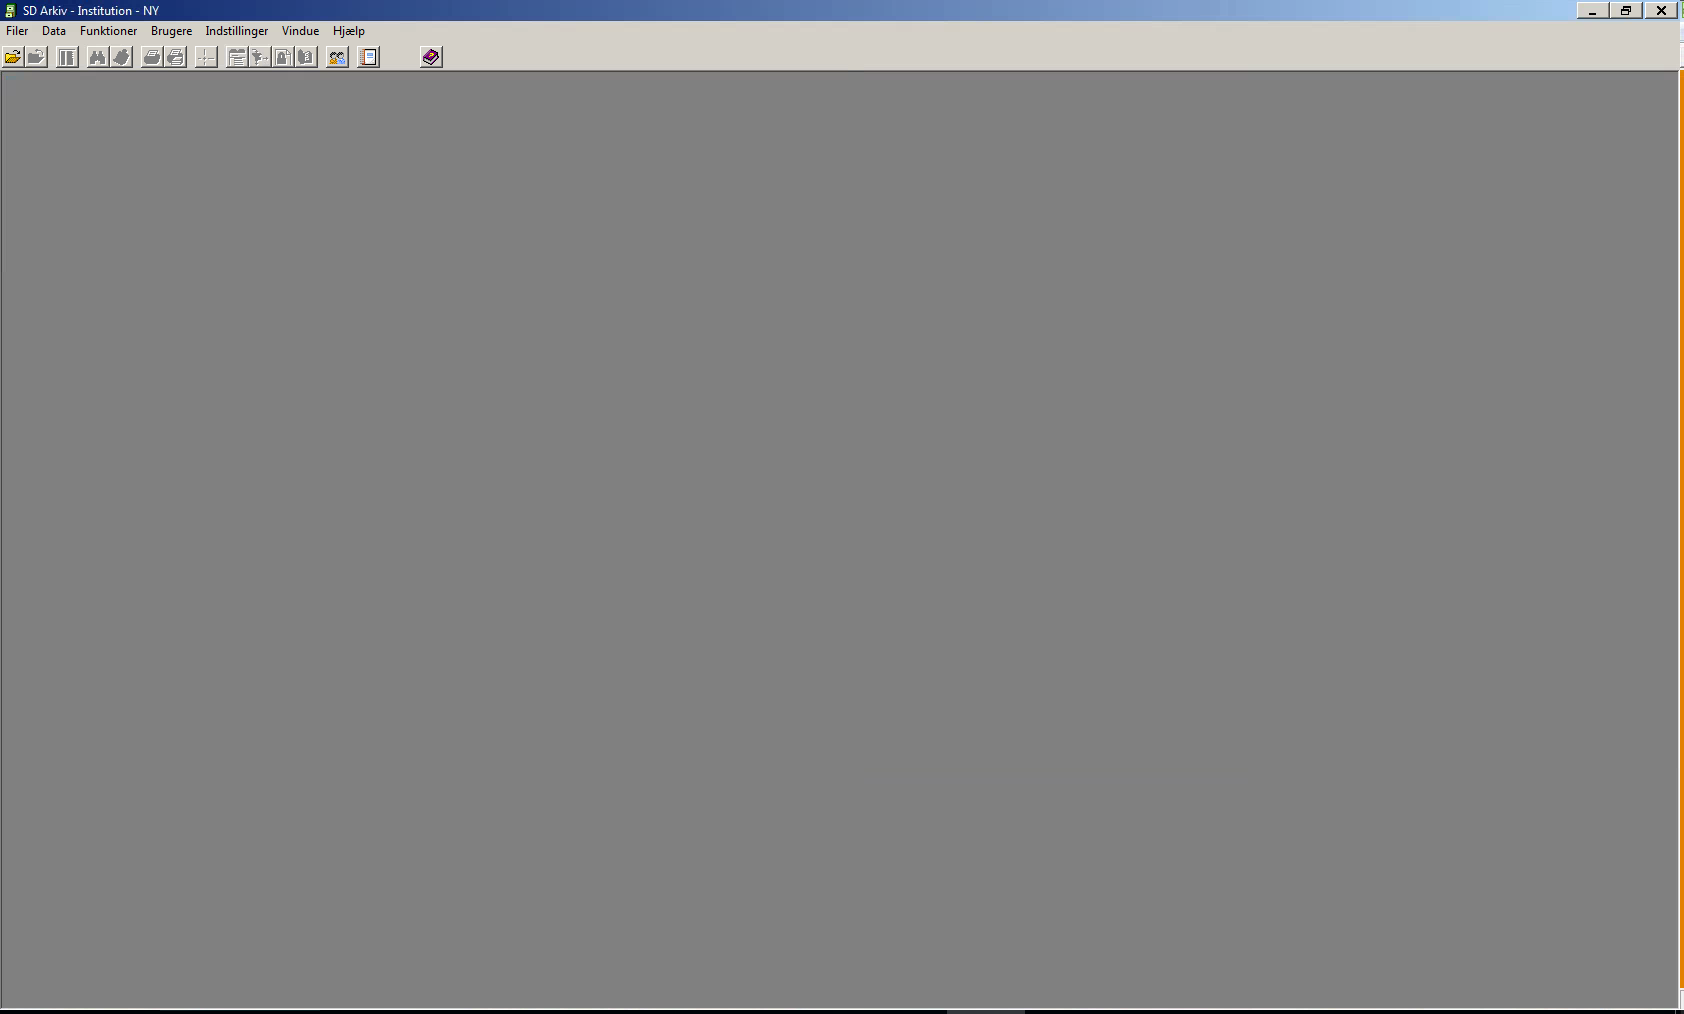 SD Arkiv - Institution - NY
Filer Data Funktioner Brugere Indstillinger Vindue Hjælp